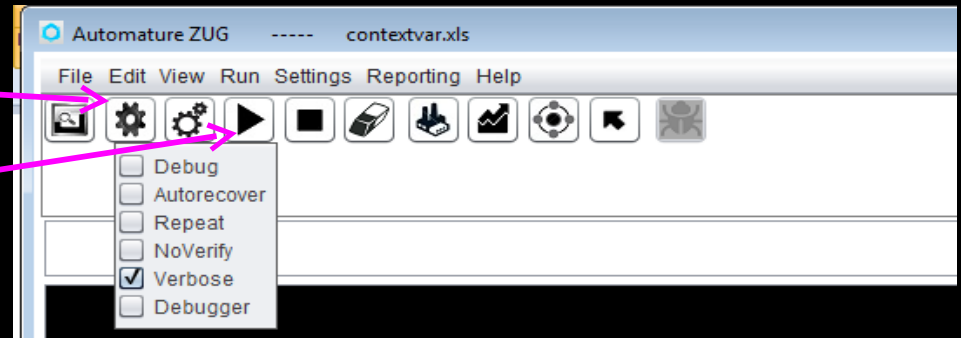 Automature ZUG ----- contextvar.xls
File Edit View Run Settings Reporting Help
Debug
Autorecover
Repeat
NoVerify
Verbose
Debugger